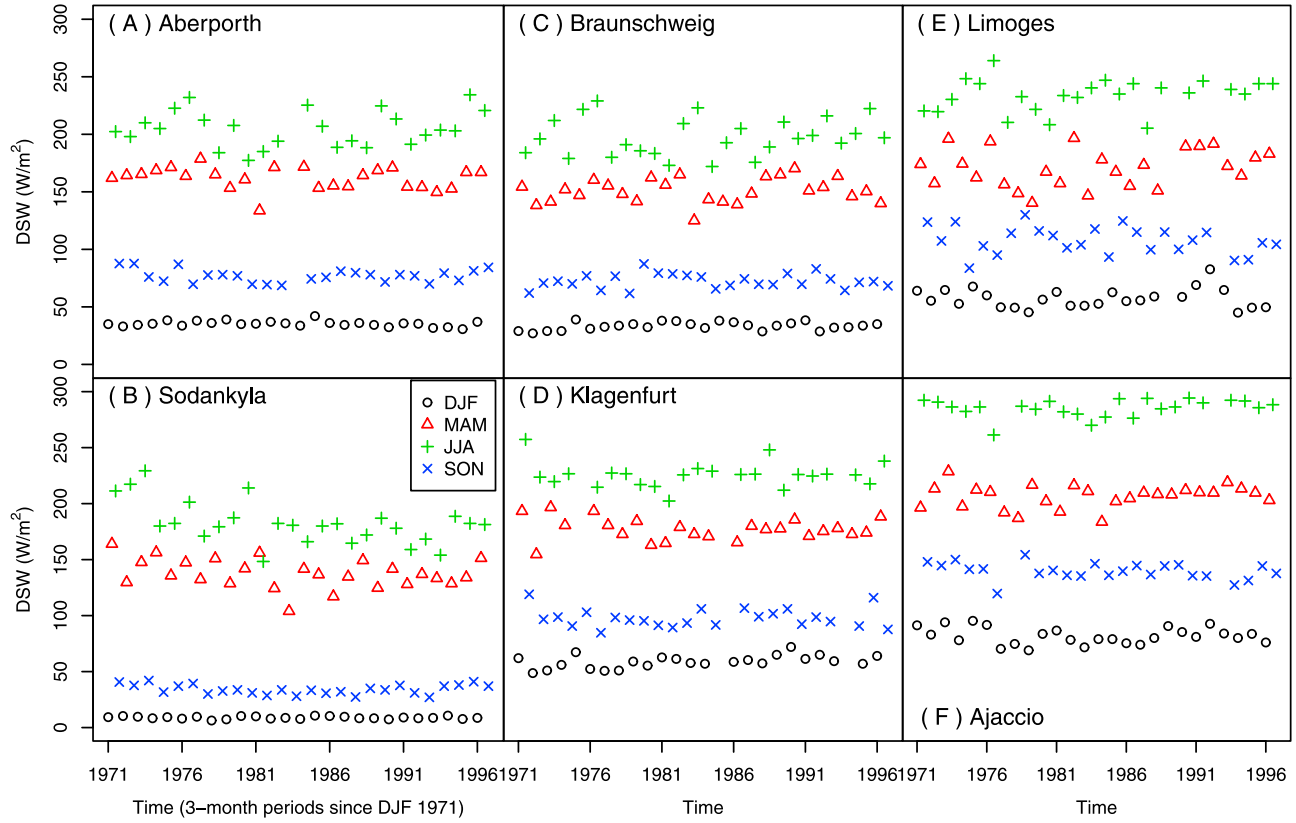 ( A ) Aberporth
( C ) Braunschweig
( E ) Limoges
300
250
200
150
100
50
0
DSW (W/m²)
( B ) Sodankyla
( D ) Klagenfurt
( F ) Ajaccio
DJF
MAM
JJA
SON
300
250
200
150
100
50
0
DSW (W/m²)
1971 1976 1981 1986 1991 1996
1971 1976 1981 1986 1991 1996
1971 1976 1981 1986 1991 1996
Time (3−month periods since DJF 1971)
Time
Time